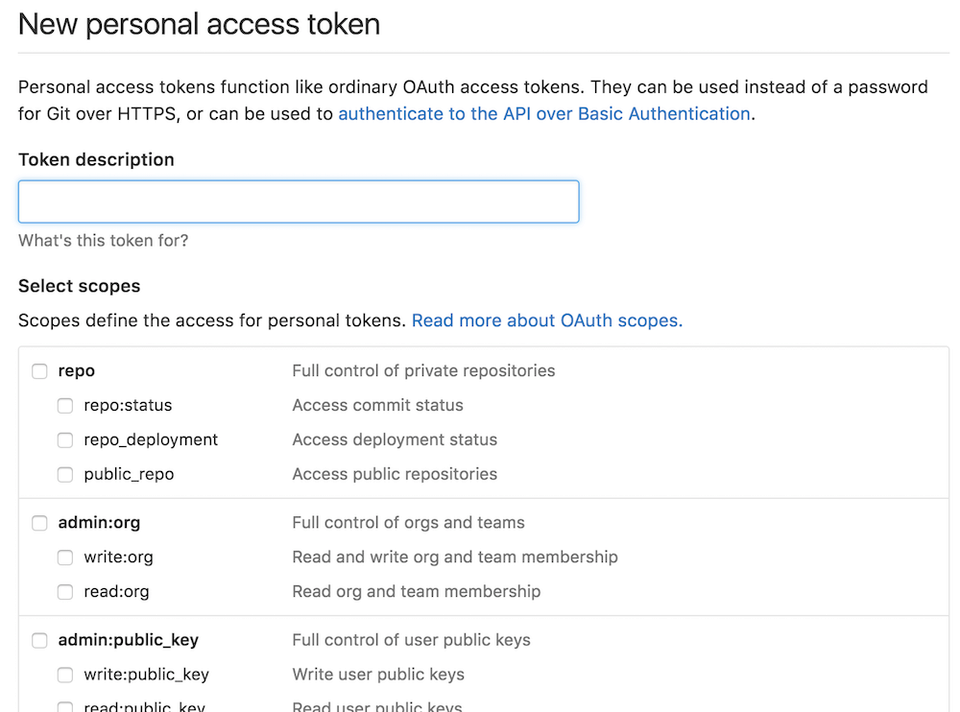 New personal access token
Personal access tokens function like ordinary OAuth access tokens. They can be used instead of a password
for Git over HTTPS, or can be used to authenticate to the API over Basic Authentication.
Token description
What's this token for?
Select scopes
Scopes define the access for personal tokens. Read more about OAuth scopes.
repo Full control of private repositories
repo:status Access commit status
repo_deployment Access deployment status
public_repo Access public repositories
admin:org Full control of orgs and teams
write:org Read and write org and team membership
read:org Read org and team membership
admin:public_key Full control of user public keys
write:public_key Write user public keys
read:public_key Read user public keys